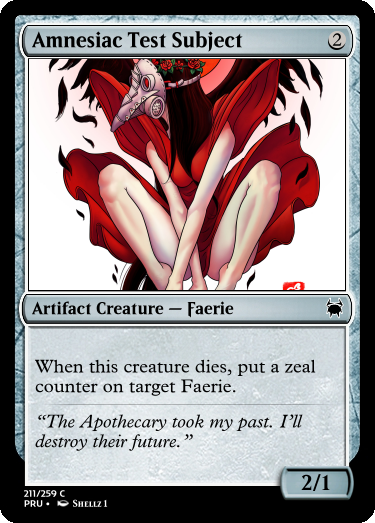 Amnesiac Test Subject 2
Artifact Creature — Faerie
When this creature dies, put a zeal
counter on target Faerie.
“The Apothecary took my past. I’ll
destroy their future.”
2/1
211/259 C
PRU • Shellz1